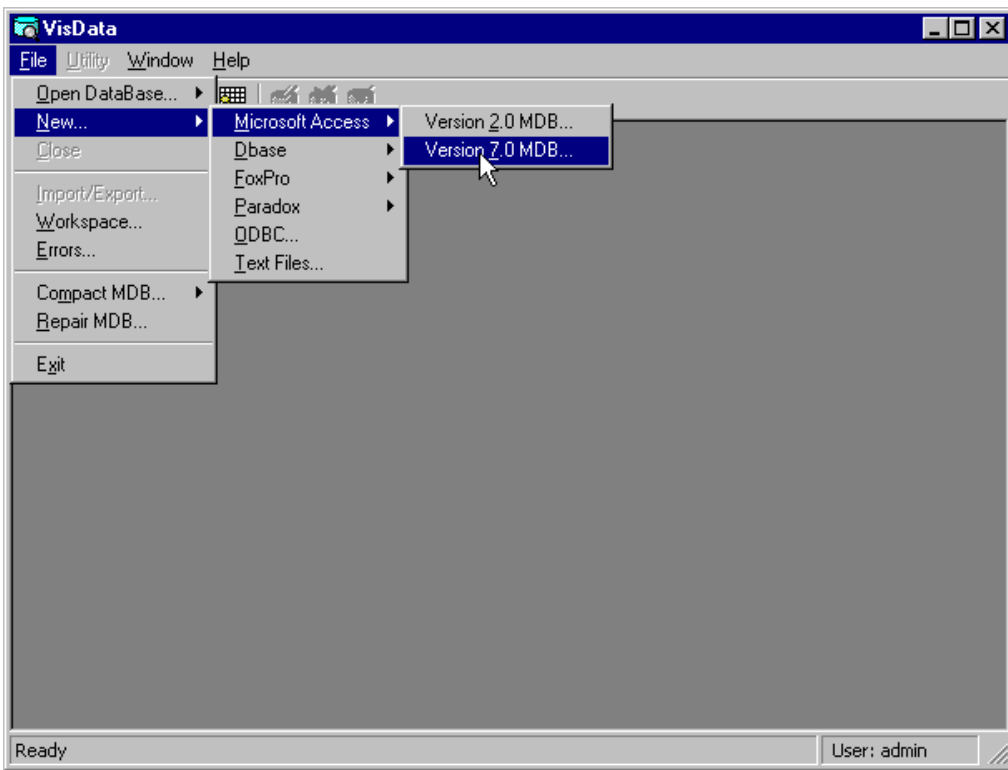 VisData
File Utility Window Help
Open DataBase...
New...
Close
Import/Export...
Workspace...
Errors...
Compact MDB...
Repair MDB...
Exit
Microsoft Access
Dbase
FoxPro
Paradox
ODBC...
Text Files...
Version 2.0 MDB...
Version 7.0 MDB...
Ready User: admin